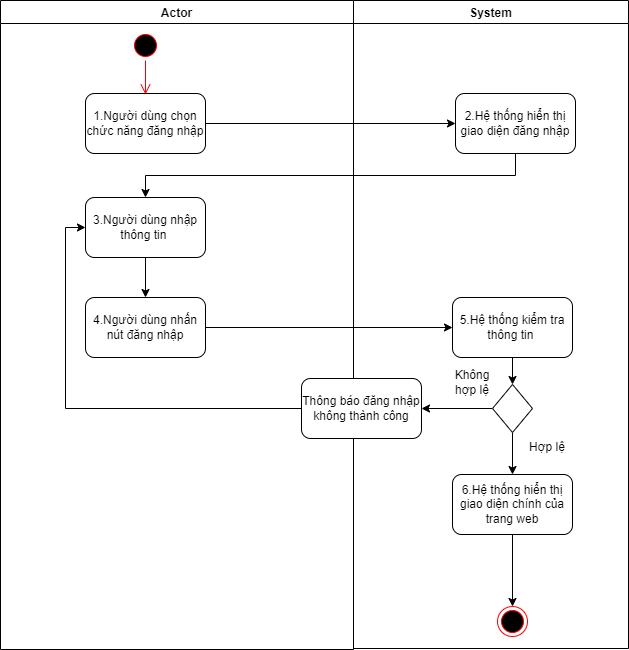 Actor
System
1.Người dùng chọn
chức năng đăng nhập
2.Hệ thống hiển thị
giao diện đăng nhập
3.Người dùng nhập
thông tin
4.Người dùng nhấn
nút đăng nhập
5.Hệ thống kiểm tra
thông tin
Không
hợp lệ
Thông báo đăng nhập
không thành công
Hợp lệ
6.Hệ thống hiển thị
giao diện chính của
trang web